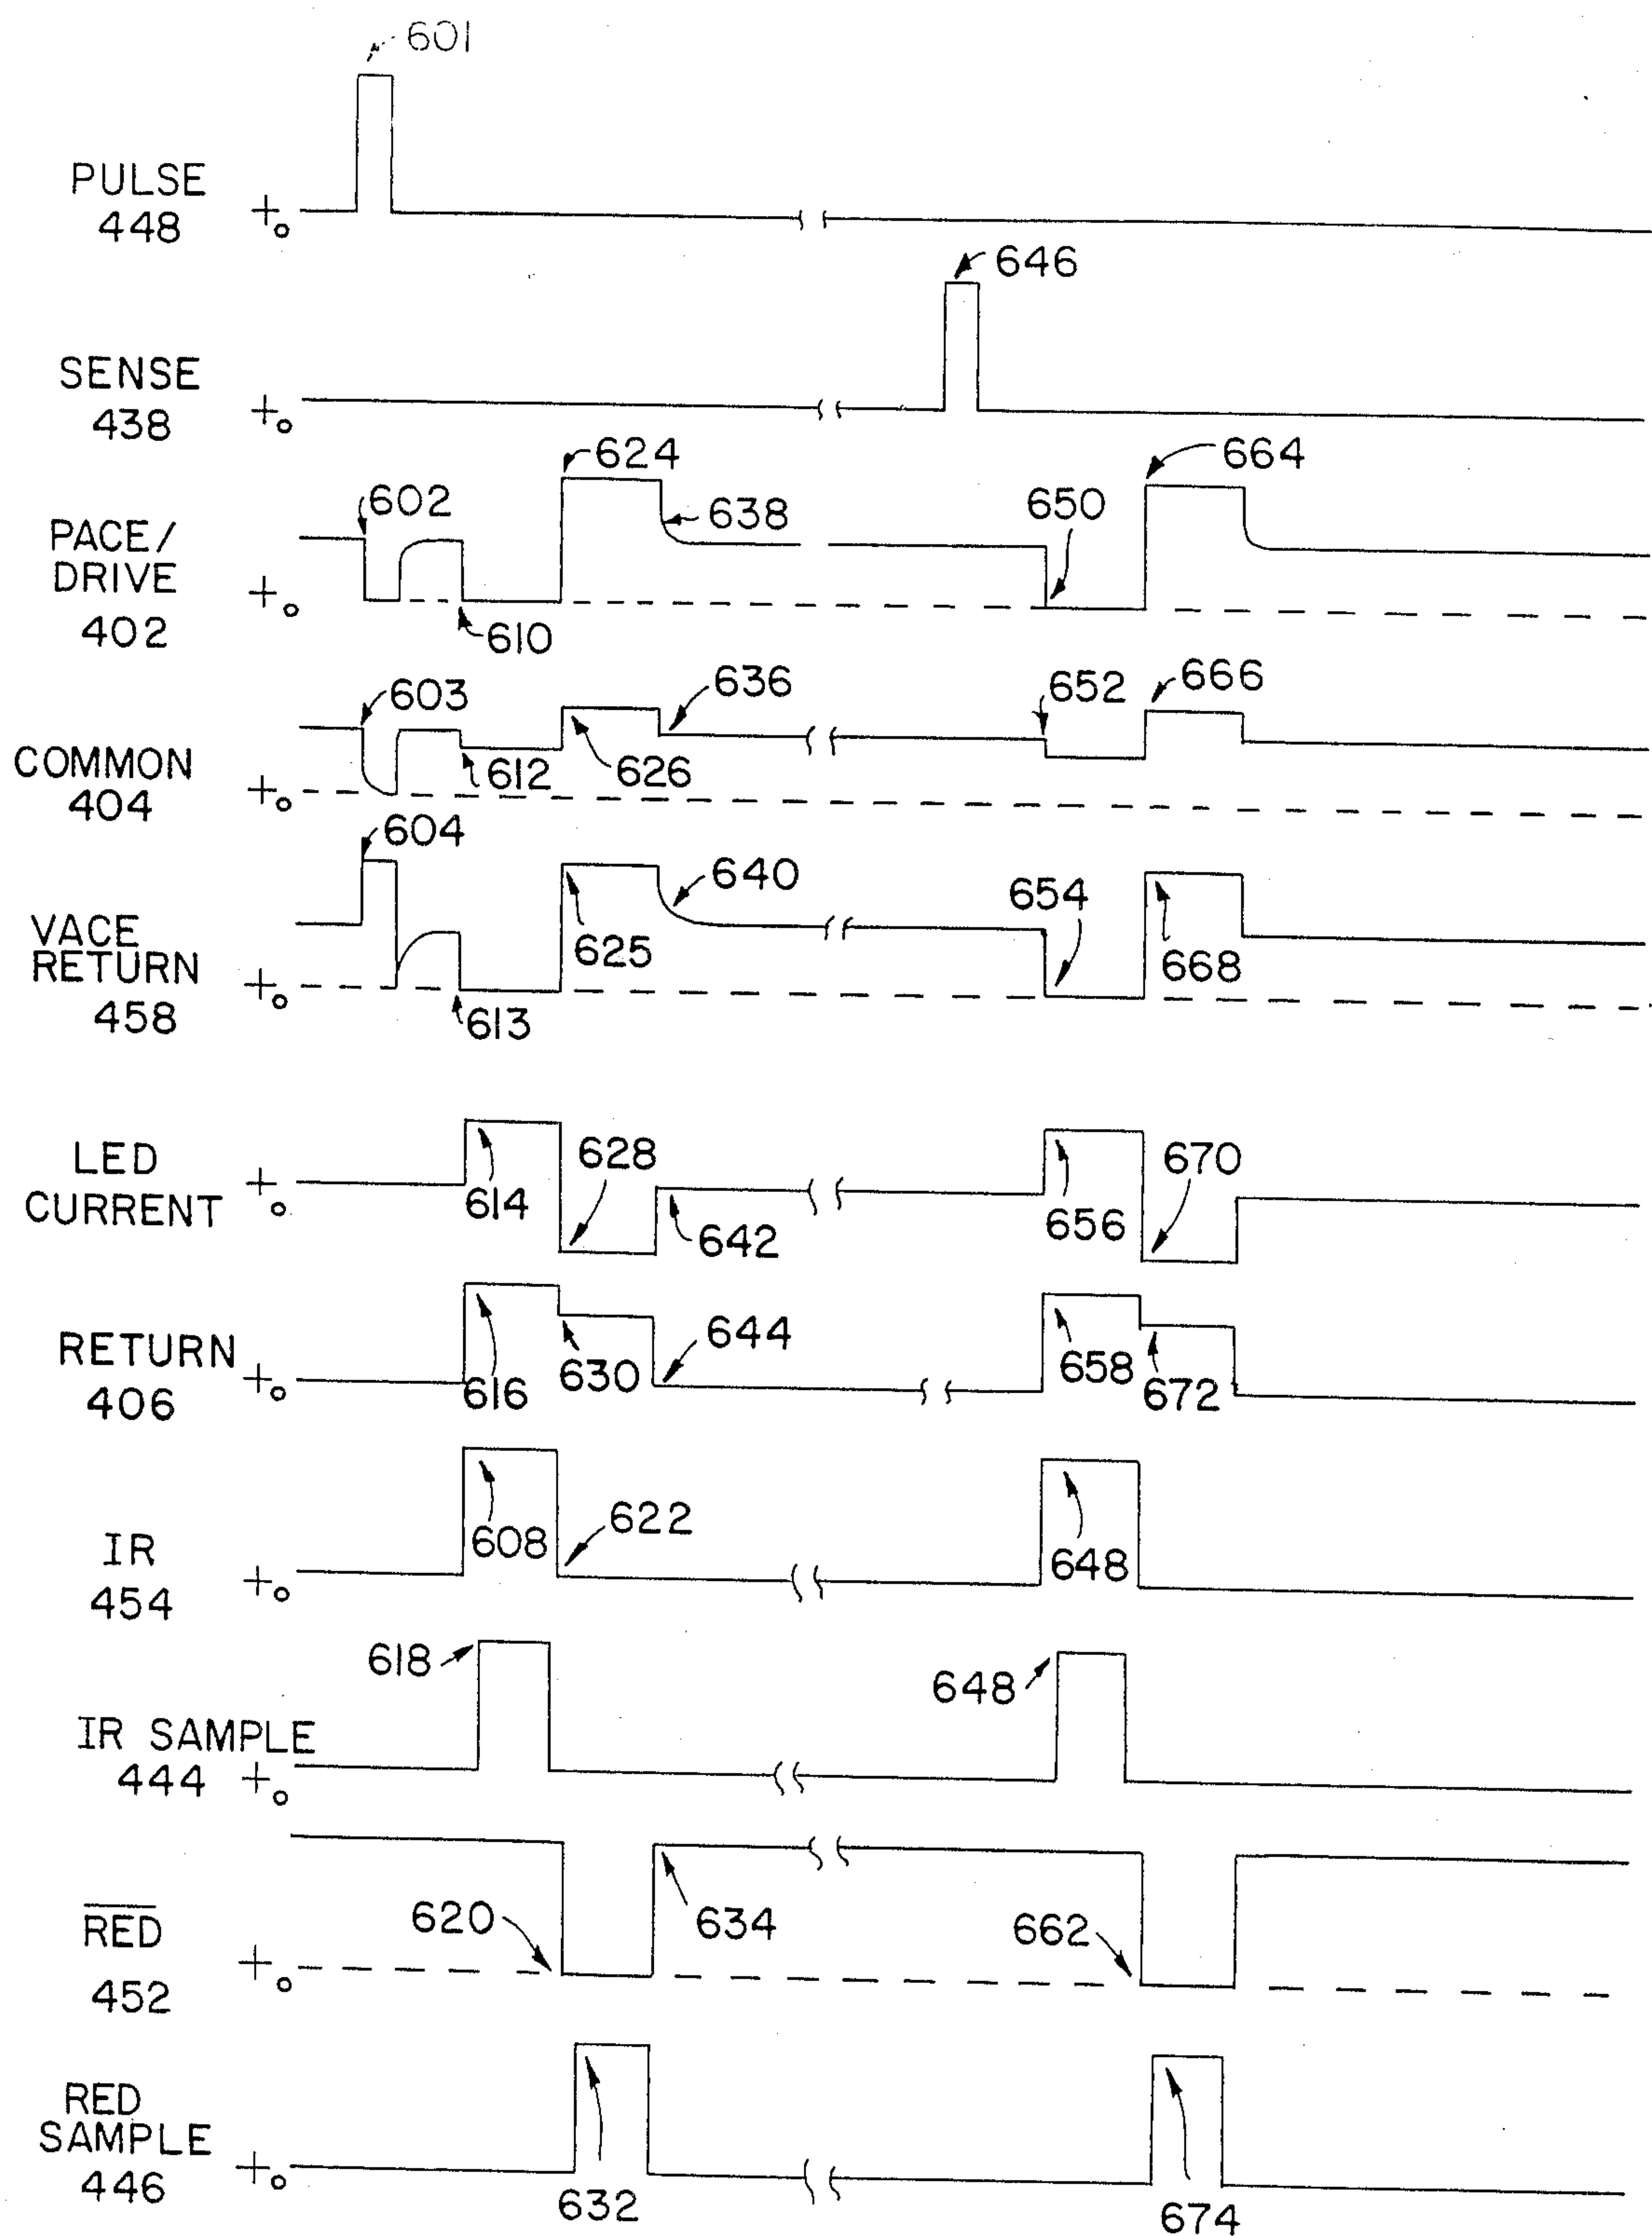 601
PULSE
448
+o
646
SENSE
438
+o
624
664
602
638
650
PACE/
DRIVE
402
+o
610
603
636
652
666
COMMON
404
+o
612
626
604
640
654
VACE
RETURN
458
+o
625
668
613
LED
CURRENT
+o
628
670
614
642
656
RETURN
406
+o
644
616
630
658
672
IR
454
+o
608
622
648
618
648
IR SAMPLE
444
+o
620
634
662
RED
452
+o
RED
SAMPLE
446
+o
632
674